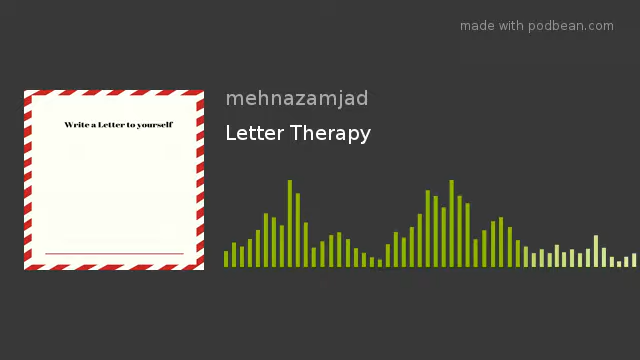 made with podbean.com
mehnazamjad
Letter Therapy
Write a Letter to yourself